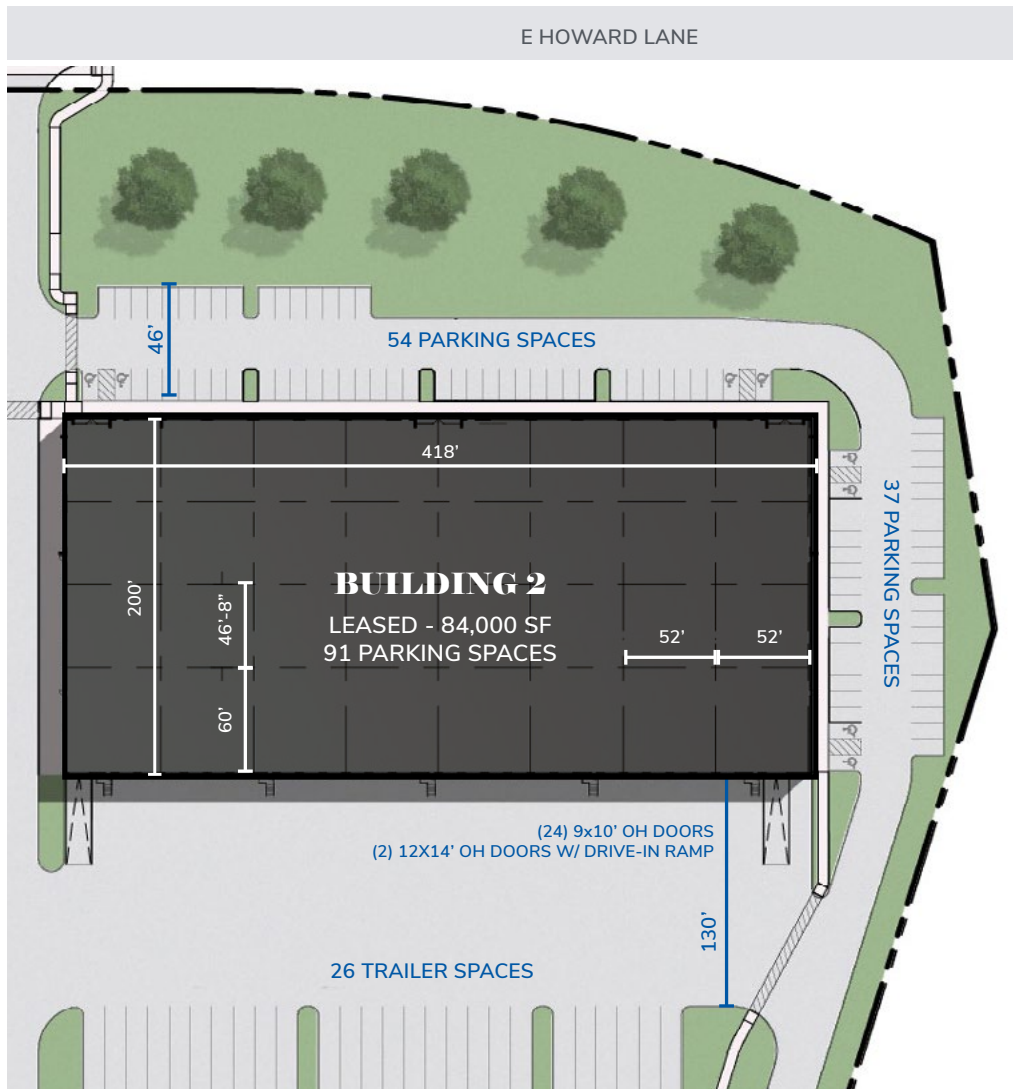 E HOWARD LANE
46’
54 PARKING SPACES
418’
37 PARKING SPACES
200’
46’-8”
BUILDING 2
LEASED - 84,000 SF
91 PARKING SPACES
52’
52’
60’
(24) 9x10’ OH DOORS
(2) 12X14’ OH DOORS W/ DRIVE-IN RAMP
130’
26 TRAILER SPACES